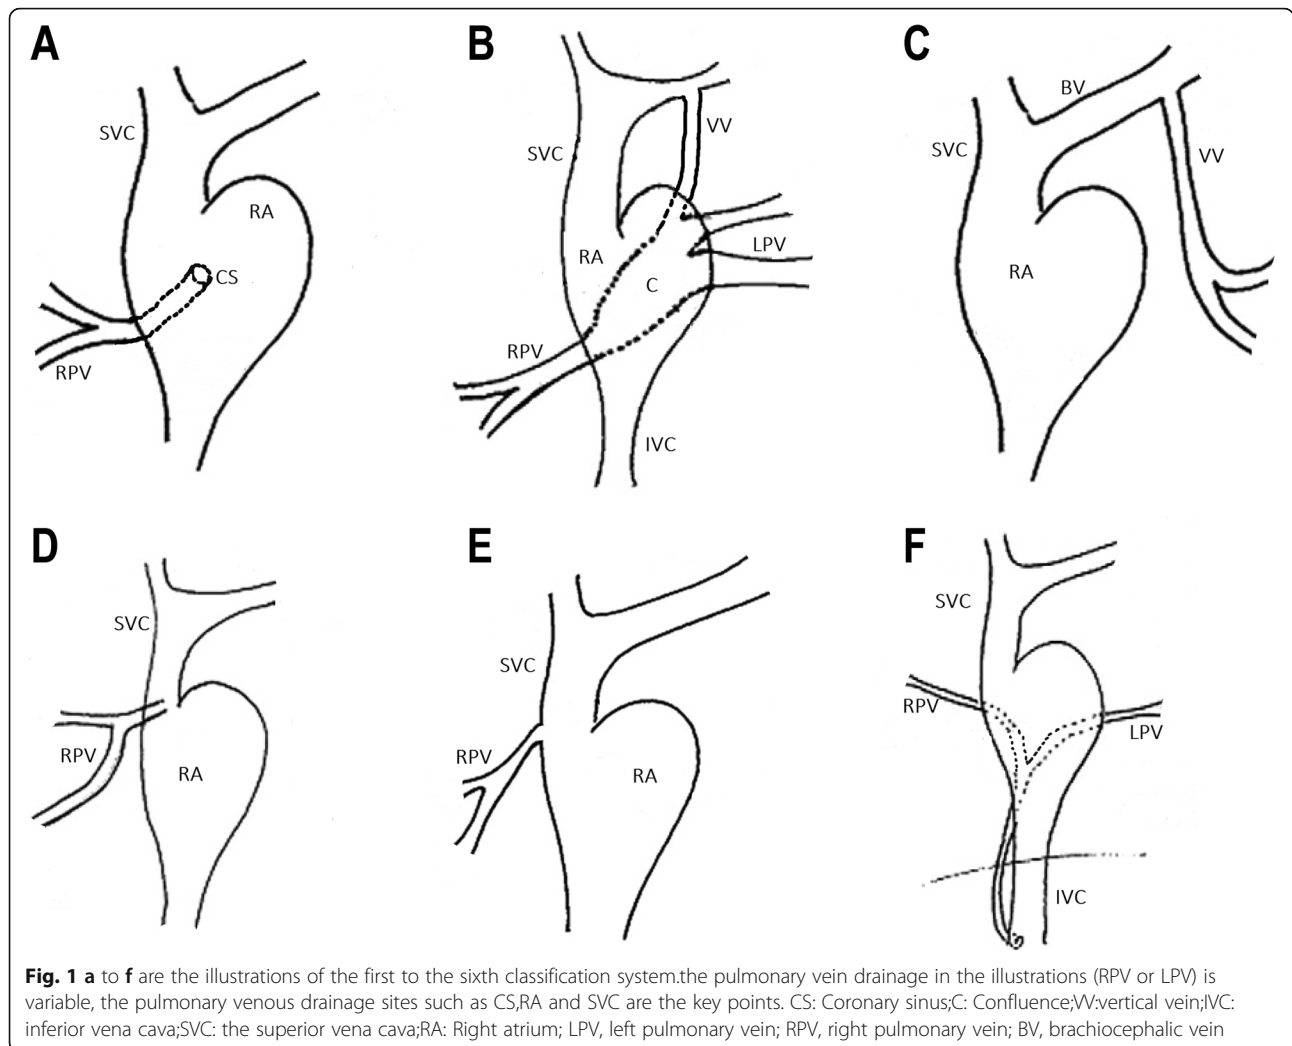 A
B
C
SVC
RA
CS
RPV
VV
SVC
RA
C
LPV
RPV
IVC
BV
SVC
VV
RA
D
E
F
SVC
RPV
RA
SVC
RPV
RA
SVC
RPV
LPV
IVC
Fig. 1 a to f are the illustrations of the first to the sixth classification system.the pulmonary vein drainage in the illustrations (RPV or LPV) is
variable, the pulmonary venous drainage sites such as CS,RA and SVC are the key points. CS: Coronary sinus;C: Confluence;VV:vertical vein;IVC:
inferior vena cava;SVC: the superior vena cava;RA: Right atrium; LPV, left pulmonary vein; RPV, right pulmonary vein; BV, brachiocephalic vein